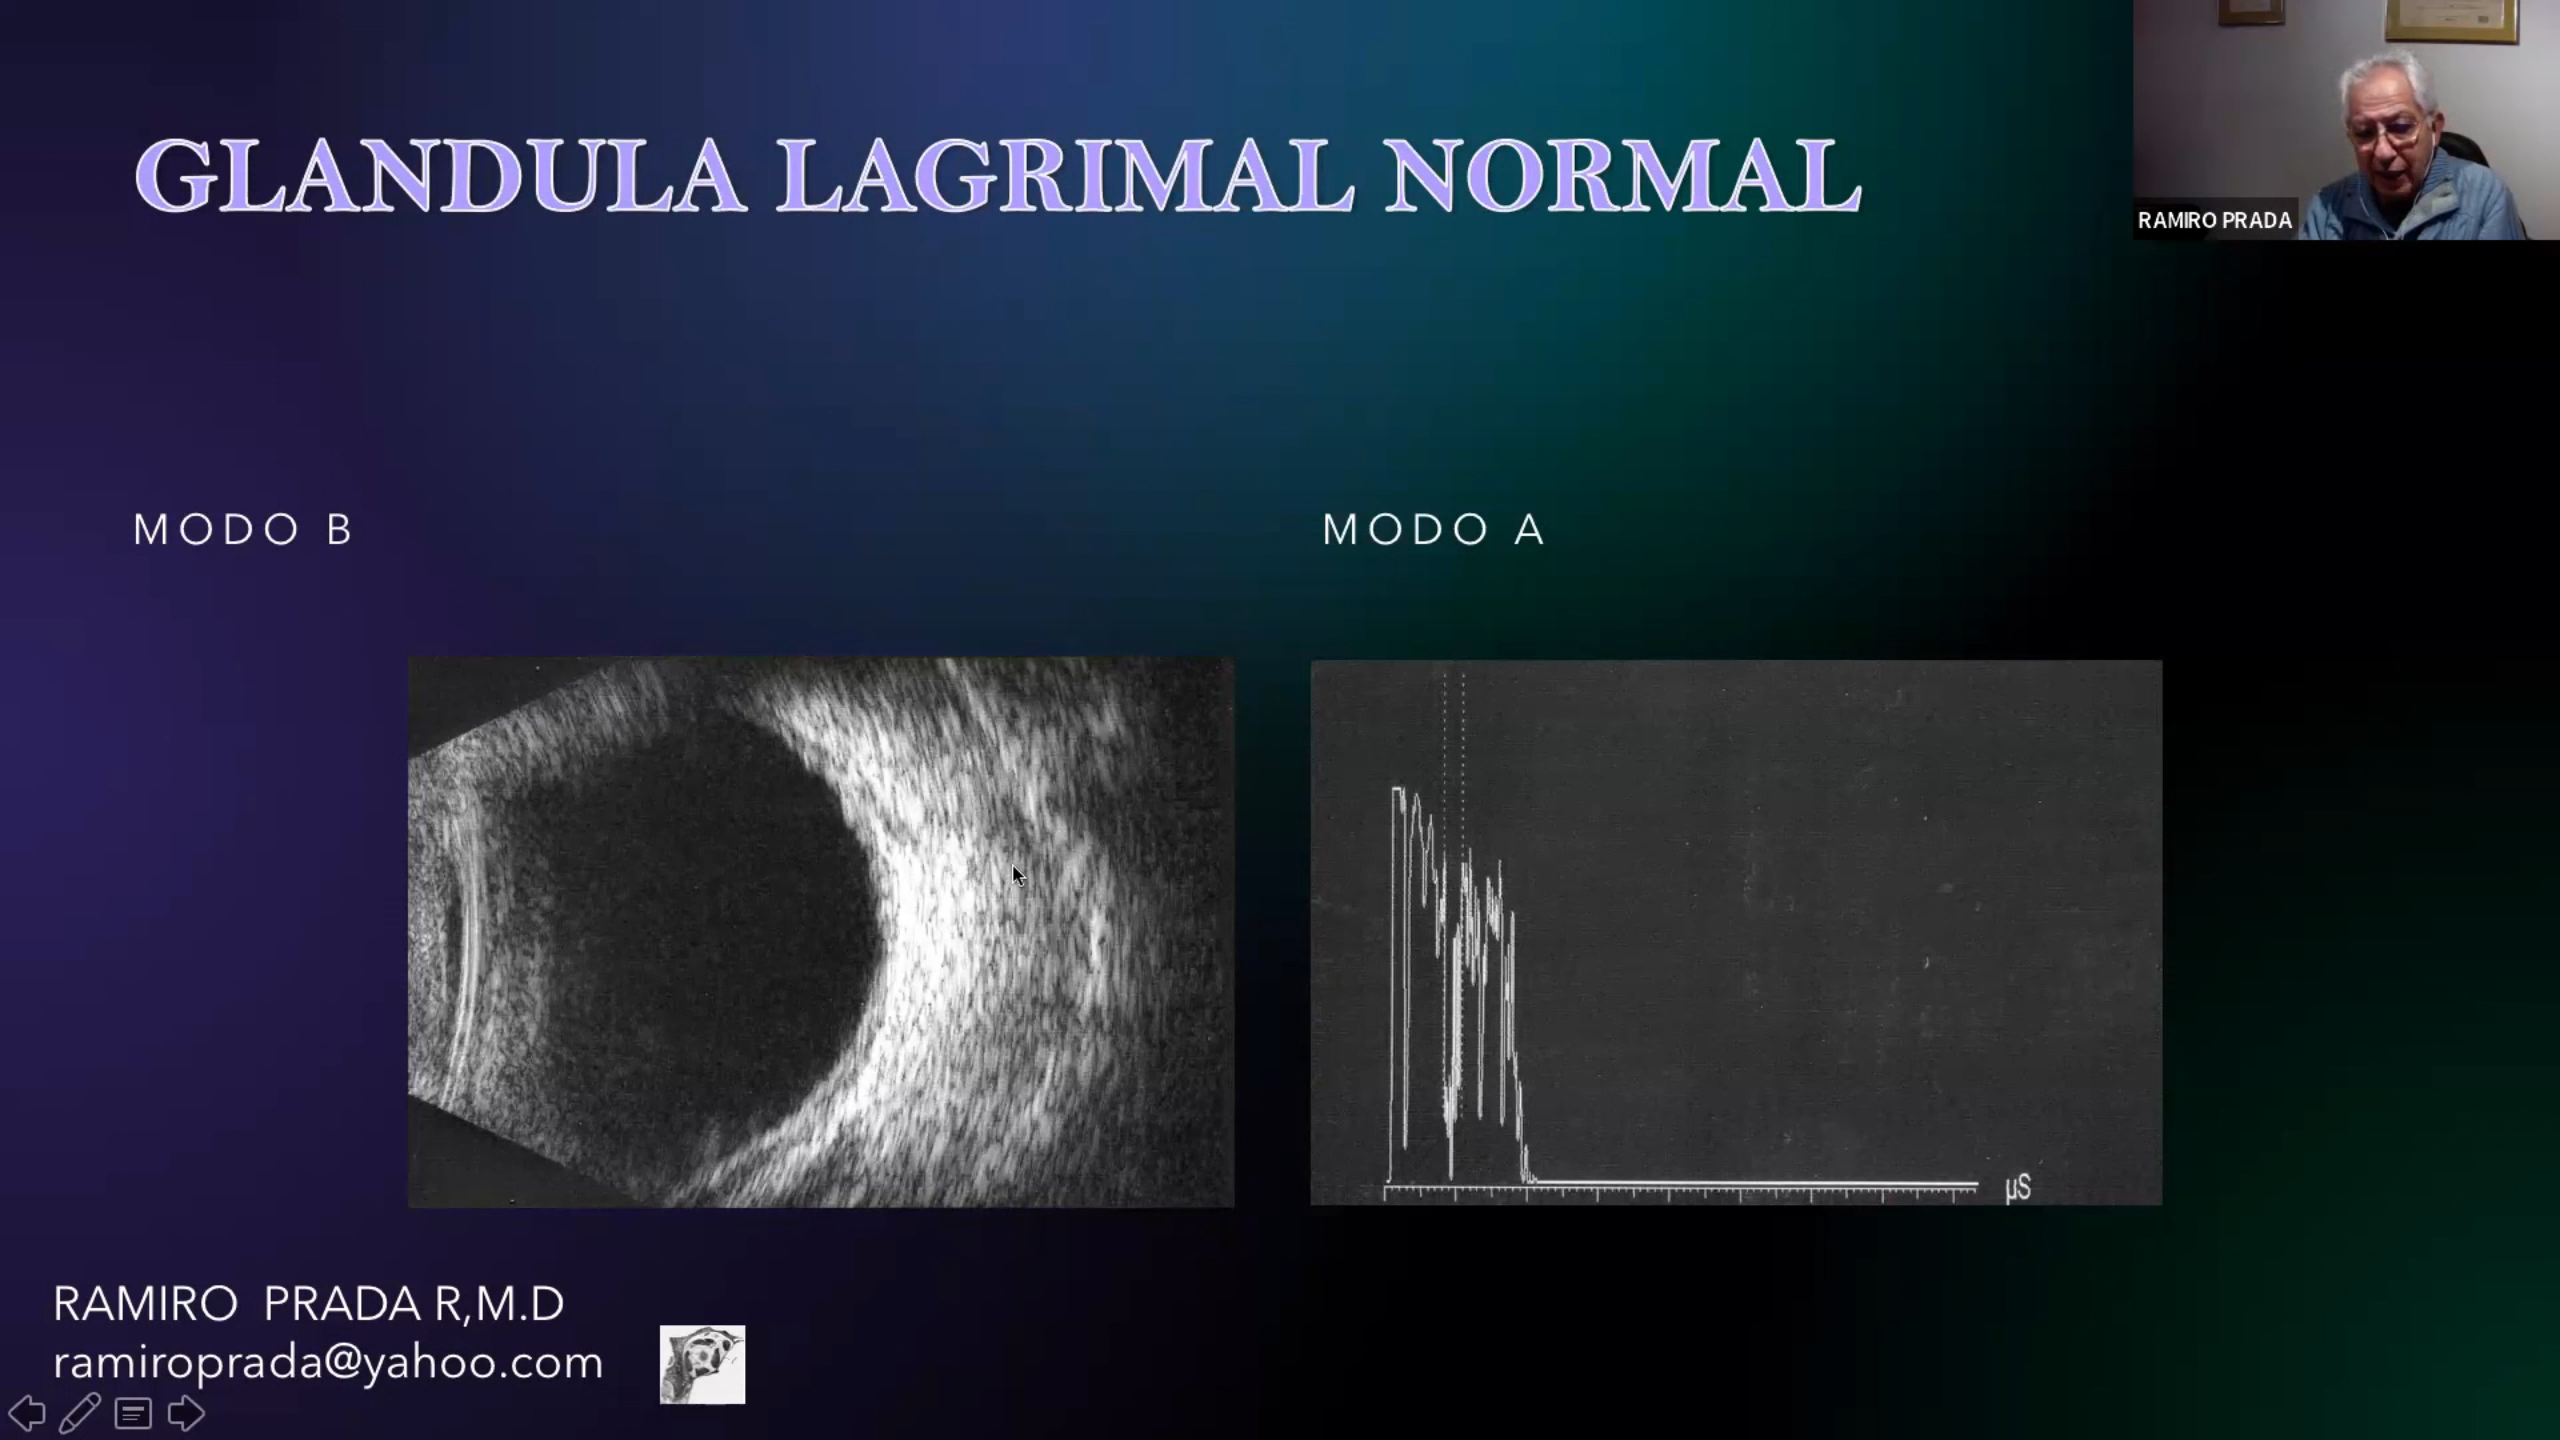 GLANDULA LAGRIMAL NORMAL
RAMIRO PRADA
MODO B
MODO A
µS
RAMIRO PRADA R,M.D
ramiroprada@yahoo.com